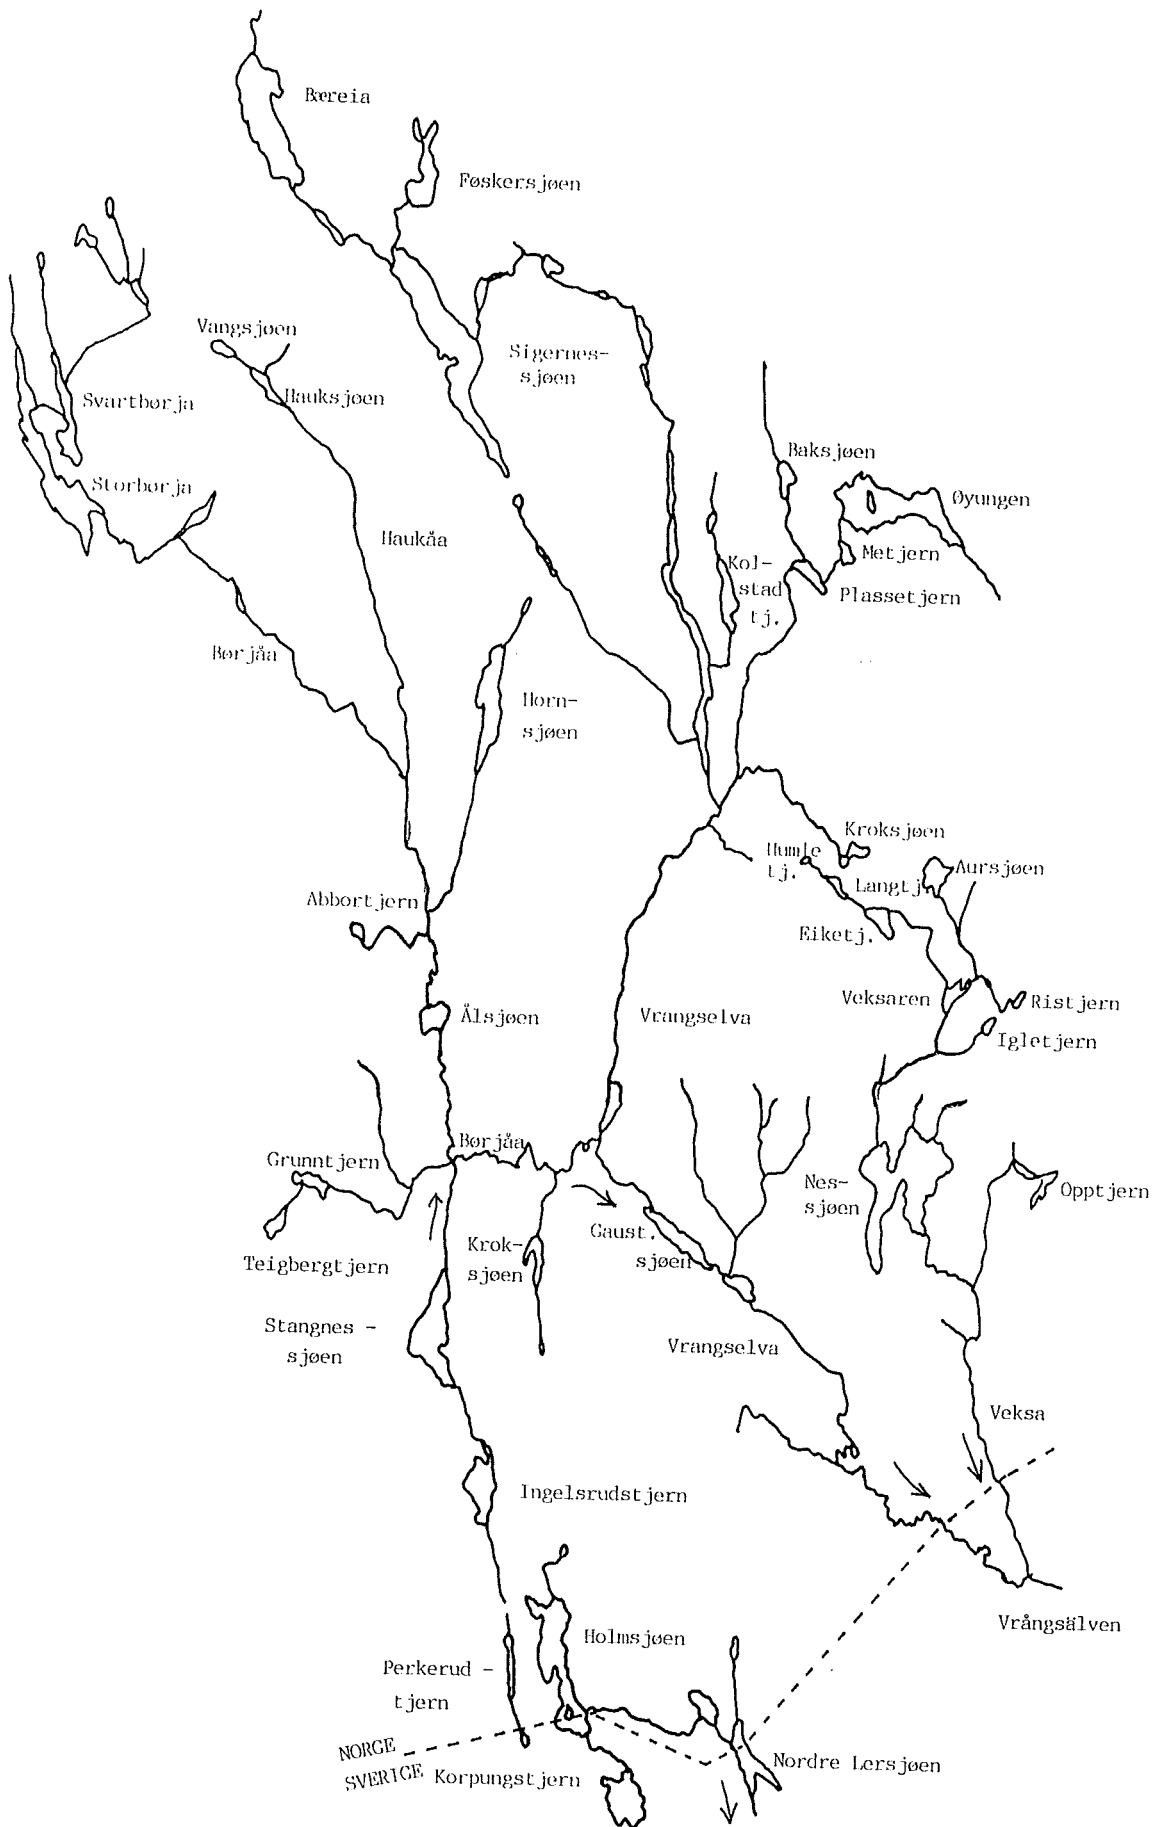 Bæreia
Føskersjøen
Vangsjøen
Sigernes-
sjøen
Hauksjøen
Svartbørja
Baksjøen
Storbørja
Øyungen
Haukåa
Metjern
Kol-
stad
tj.
Plassetjern
Børjåa
Horn-
sjøen
Kroksjøen
Humle
tj.
Aursjøen
Langtj.
Abbortjern
Eiketj.
Veksaren
Ristjern
Ålsjøen
Vrangselva
Igletjern
Børjåa
Grunntjern
Nes-
sjøen
Opptjern
Gaust.
sjøen
Krok-
sjøen
Teigbergtjern
Stangnes -
sjøen
Vrangselva
Veksa
Ingelsrudstjern
Vrångsälven
Holmsjøen
Perkerud -
tjern
NORGE
SVERIGE
Korpungstjern
Nordre Lersjøen